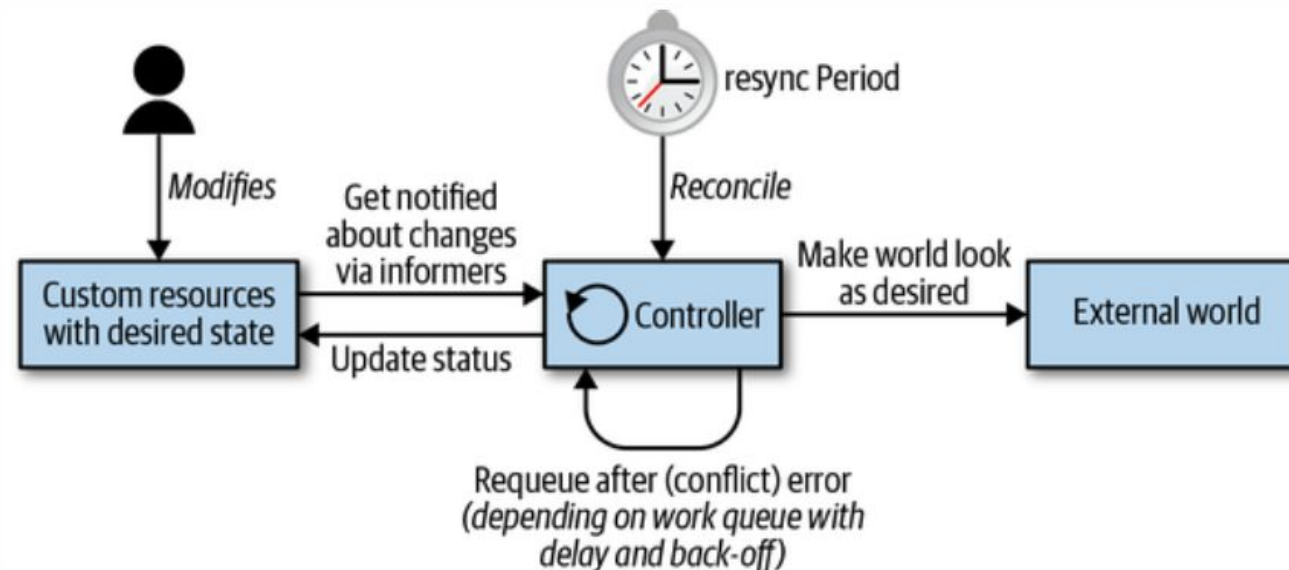 resync Period
Modifies
Reconcile
Get notified
about changes
via informers
Make world look
as desired
Custom resources
with desired state
Controller
External world
Update status
Requeue after (conflict) error
(depending on work queue with
delay and back-off)